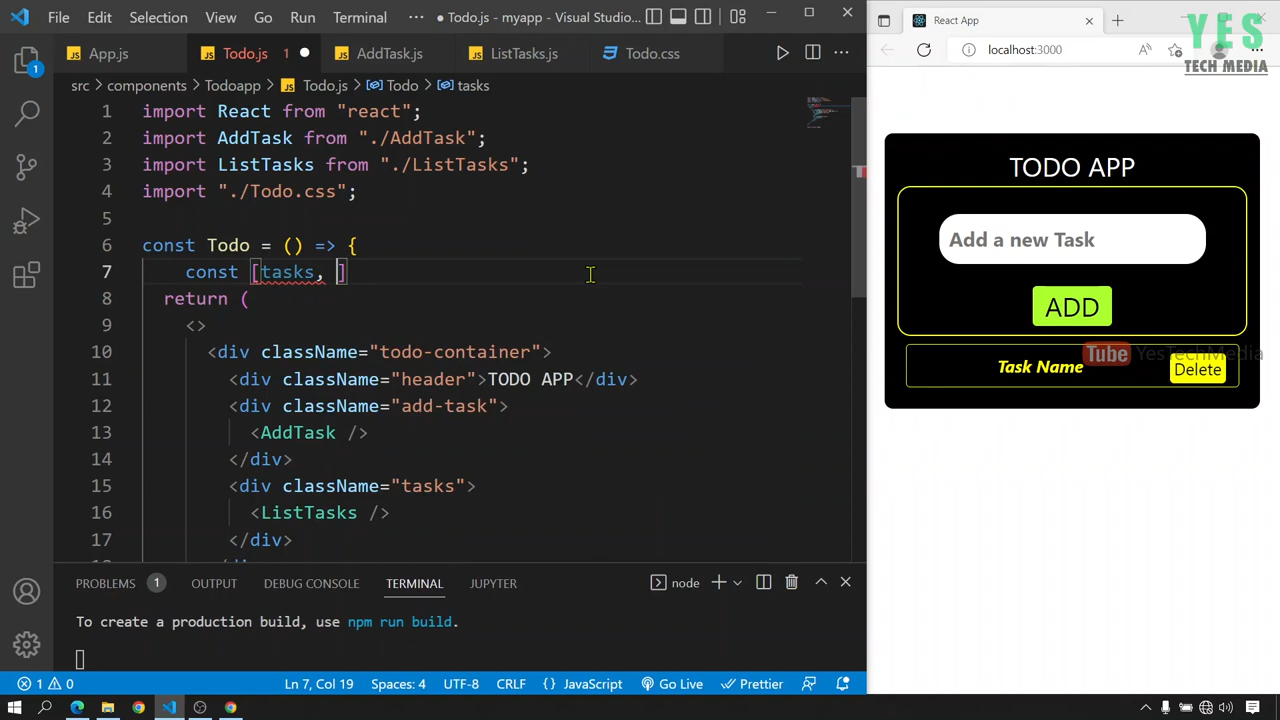 File Edit Selection View Go Run Terminal ··· ● Todo.js - myapp - Visual Studio...
App.js Todo.js 1 ● AddTask.js ListTasks.js Todo.css
src > components > Todoapp > Todo.js > Todo > tasks
1 import React from "react";
2 import AddTask from "./AddTask";
3 import ListTasks from "./ListTasks";
4 import "./Todo.css";
5
6 const Todo = () => {
7 const [tasks, ]
8 return (
9 <>
10 <div className="todo-container">
11 <div className="header">TODO APP</div>
12 <div className="add-task">
13 <AddTask />
14 </div>
15 <div className="tasks">
16 <ListTasks />
17 </div>
PROBLEMS 1 OUTPUT DEBUG CONSOLE TERMINAL JUPYTER node
To create a production build, use npm run build.
1 0 Ln 7, Col 19 Spaces: 4 UTF-8 CRLF {} JavaScript Go Live Prettier
1
React App
localhost:3000
YES
TECH MEDIA
TODO APP
Add a new Task
ADD
Tube YesTechMedia
Task Name
Delete